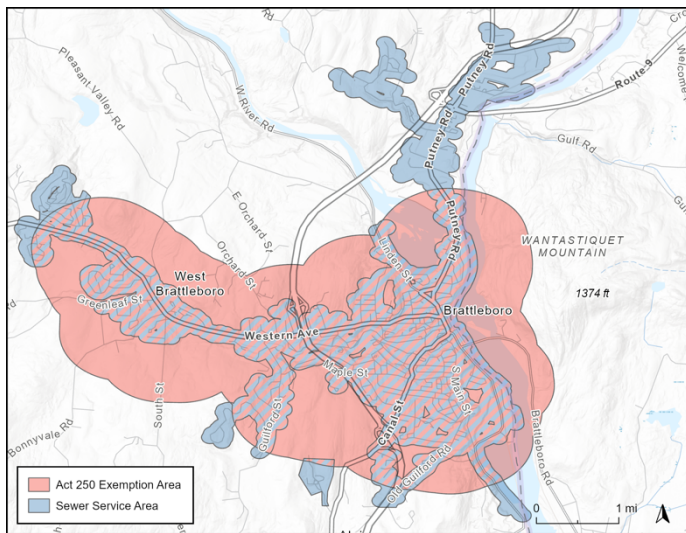 Pleasant Valley Rd
W River Rd
Putney Rd
Putney Rd
Route 9
Gulf Rd
E Orchard St
Orchard St
Linden St
Putney Rd
WANTASTIQUET
MOUNTAIN
1374 ft
West
Brattleboro
Greenleaf St
Western Ave
Brattleboro
Maple St
S Main St
South St
Guilford St
Canal St
Old Guilford Rd
Bonnyvale Rd
Brattleboro Rd
Act 250 Exemption Area
Sewer Service Area
0
1 mi